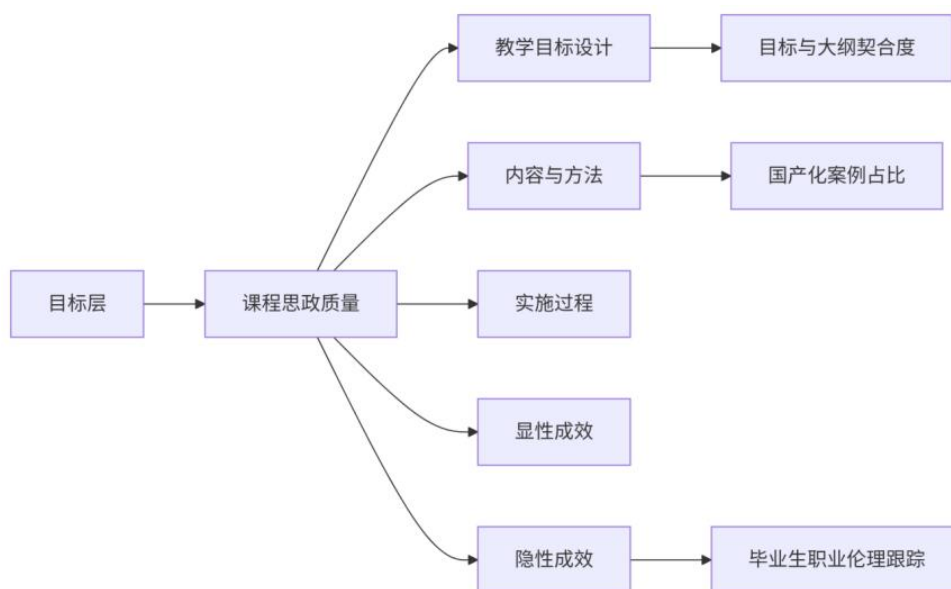 教学目标设计
目标与大纲契合度
内容与方法
国产化案例占比
目标层
课程思政质量
实施过程
显性成效
隐性成效
毕业生职业伦理跟踪